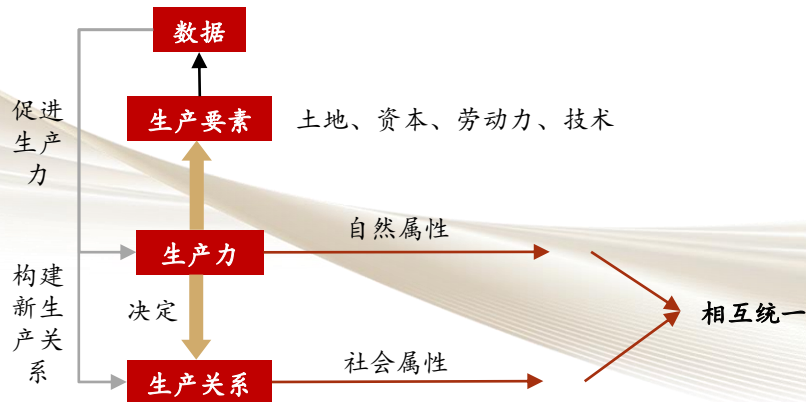 数据
促进
生产
力
生产要素
土地、资本、劳动力、技术
生产力
自然属性
构建
新生
产关
系
决定
相互统一
生产关系
社会属性